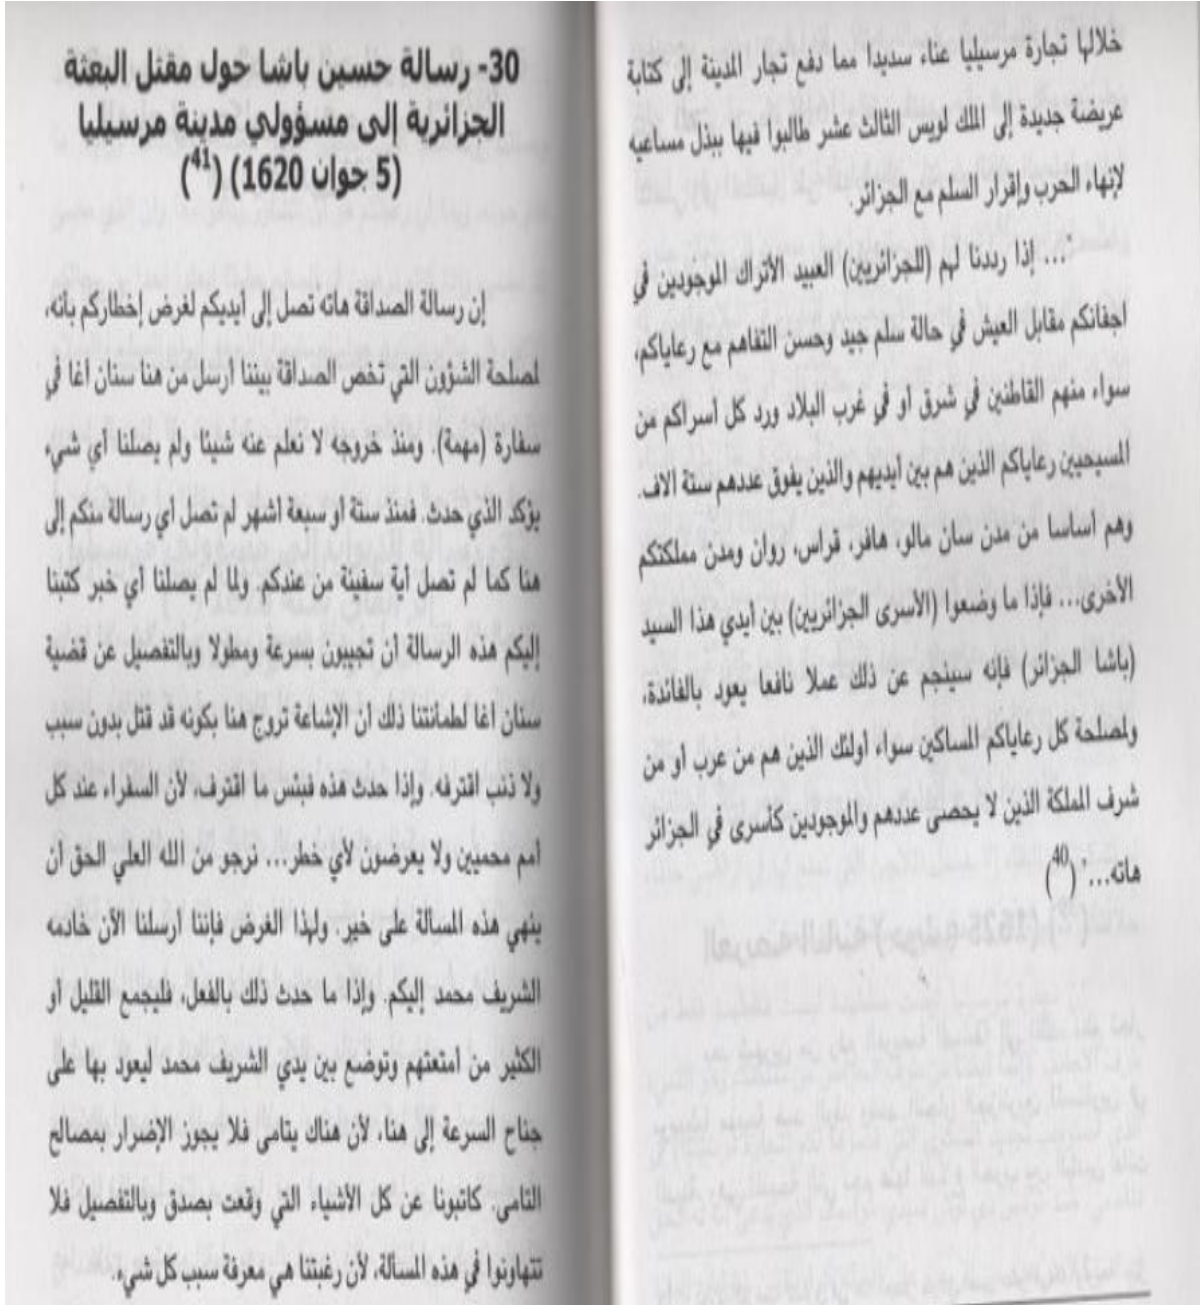 خلالها تجارة مرسيليا عناء سديدا مما دفع تجار المدينة إلى كتابة
عريضة جديدة إلى الملك لويس الثالث عشر طالبوا فيها ببذل مساعيه
لإنهاء الحرب وإقرار السلم مع الجزائر.
"... إذا رددنا لهم (للجزائريين) العبيد الأتراك الموجودين في
اجفانكم مقابل العيش في حالة سلم جيد وحسن التفاهم مع رعاياكم،
سواء منهم القاطنين في شرق أو في غرب البلاد ورد كل أسراكم من
المسيحيين رعاياكم الذين هم بين أيديهم والذين يفوق عددهم ستة الاف.
وهم أساسا من مدن سان مالو، هافر، قراس، روان ومدن مملكتكم
الأخرى... فإذا ما وضعوا (الأسرى الجزائريين) بين أيدي هذا السيد
(باشا الجزائر) فإنه سينجم عن ذلك عملا نافعا يعود بالفائدة،
ولمصلحة كل رعاياكم المساكين سواء أولئك الذين هم من عرب أو من
شرف المملكة الذين لا يحصى عددهم والموجودين كأسرى في الجزائر
هاته..." (40)
30- رسالة حسين باشا حول مقتل البعثة
الجزائرية إلى مسؤولي مدينة مرسيليا
(5 جوان 1620) (41)
إن رسالة الصداقة هاته تصل إلى أيديكم لغرض إخطاركم بأنه،
لمصلحة الشؤون التي تخص الصداقة بيننا أرسل من هنا سنان أغا في
سفارة (مهمة). ومنذ خروجه لا نعلم عنه شيئا ولم يصلنا أي شيء
يؤكد الذي حدث. فمنذ ستة أو سبعة أشهر لم تصل أي رسالة منكم إلى
هنا كما لم تصل أية سفينة من عندكم. ولما لم يصلنا أي خبر كتبنا
إليكم هذه الرسالة أن تجيبون بسرعة ومطولا وبالتفصيل عن قضية
سنان أغا لطمانتنا ذلك أن الإشاعة تروج هنا بكونه قد قتل بدون سبب
ولا ذنب اقترفه. وإذا حدث هذه فبئس ما اقترف، لأن السفراء عند كل
أمم محميين ولا يعرضون لأي خطر... نرجو من الله العلي الحق أن
ينهي هذه المسألة على خير. ولهذا الغرض فإننا أرسلنا الآن خادمه
الشريف محمد إليكم. وإذا ما حدث ذلك بالفعل، فليجمع القليل أو
الكثير من أمتعتهم وتوضع بين يدي الشريف محمد ليعود بها على
جناح السرعة إلى هنا، لأن هناك يتامى فلا يجوز الإضرار بمصالح
التامى. كاتبونا عن كل الأشياء التي وقعت بصدق وبالتفصيل فلا
تتهاونوا في هذه المسألة، لأن رغبتنا هي معرفة سبب كل شيء.